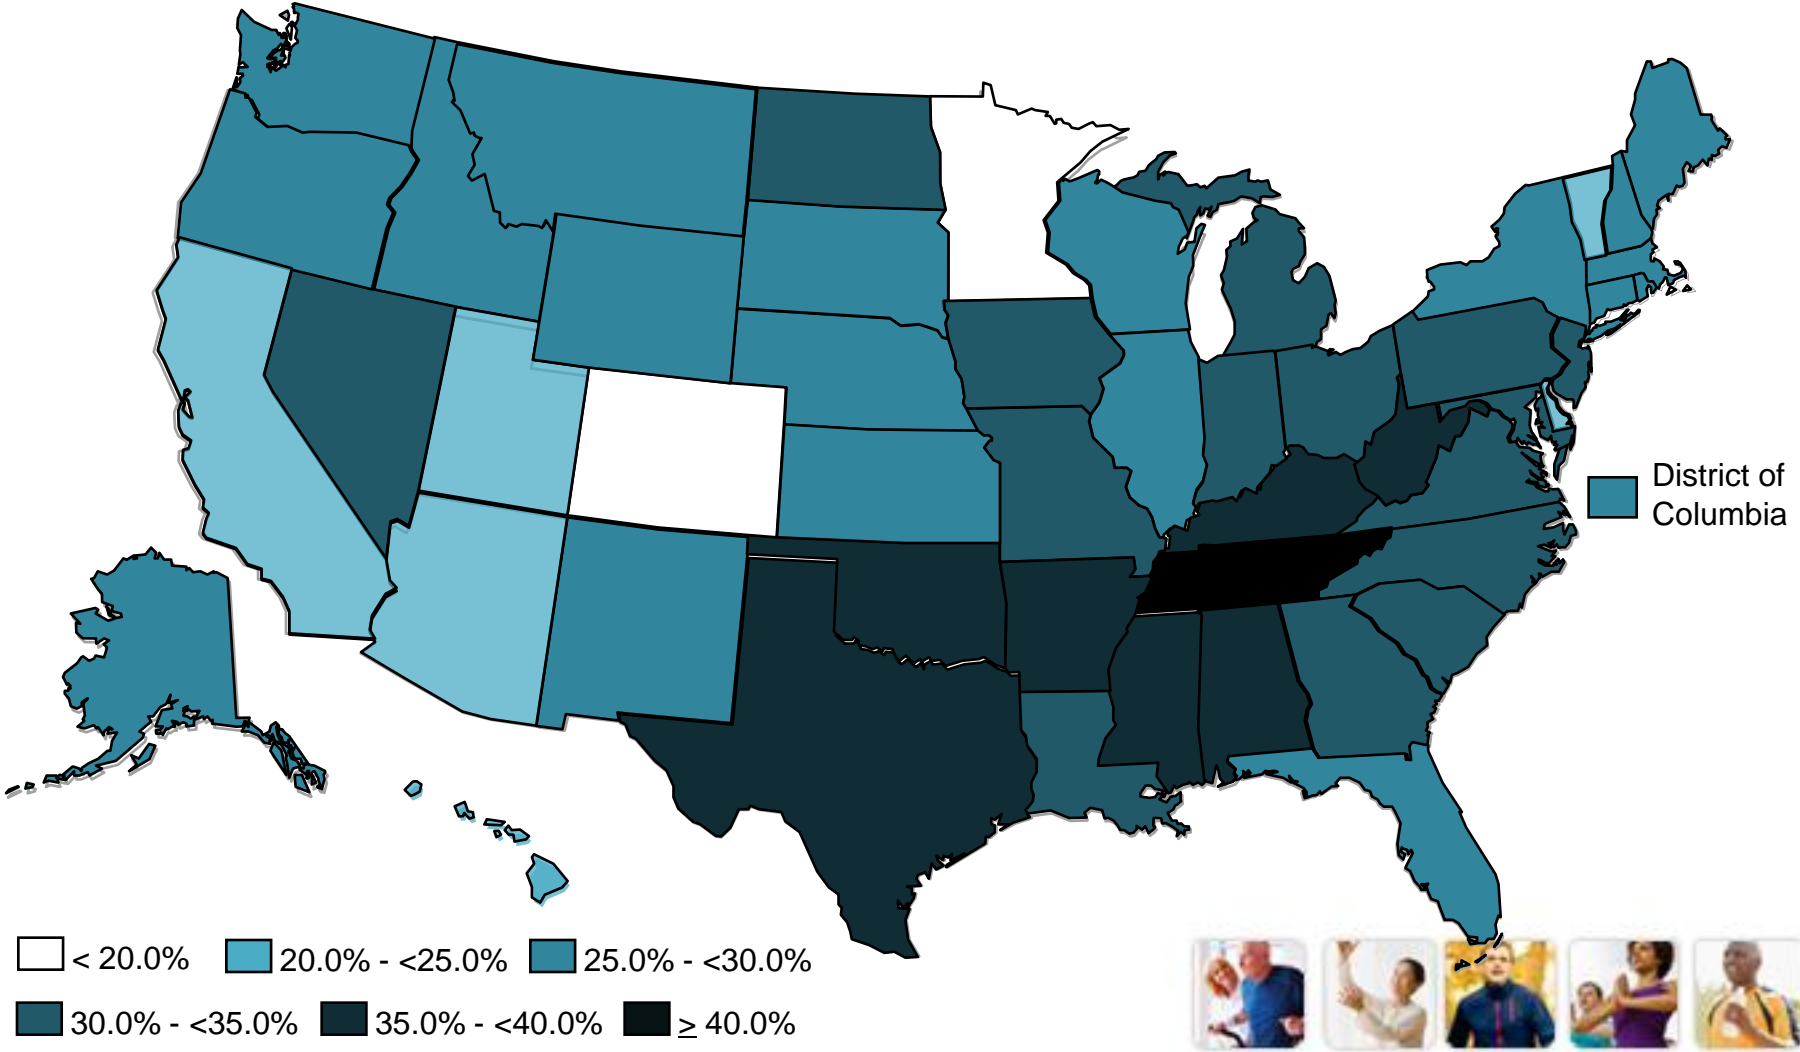 District of
Columbia
< 20.0%
20.0% - <25.0%
25.0% - <30.0%
30.0% - <35.0%
35.0% - <40.0%
≥ 40.0%